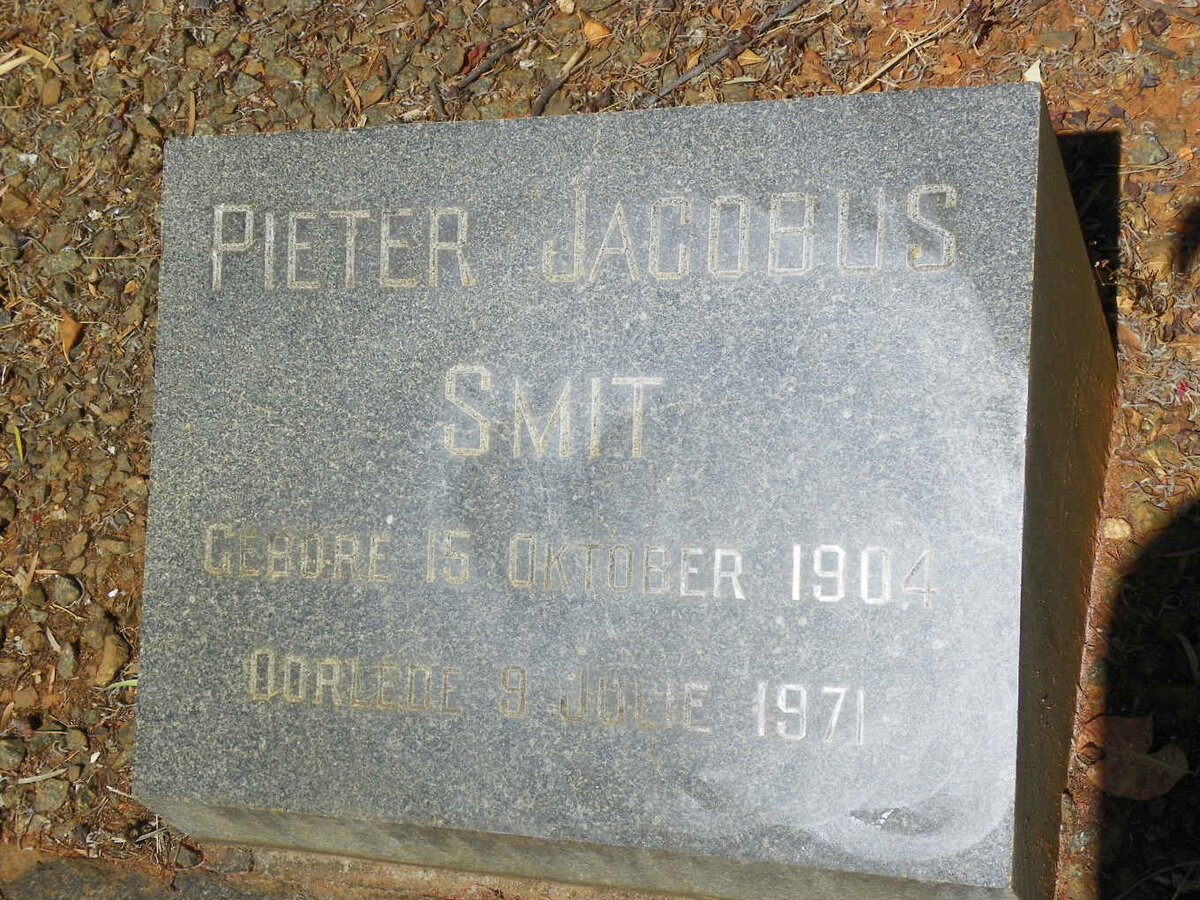 PIETER JACOBUS
SMIT
GEBORE 15 OKTOBER 1904
OORLEDE 9 JULIE 1971